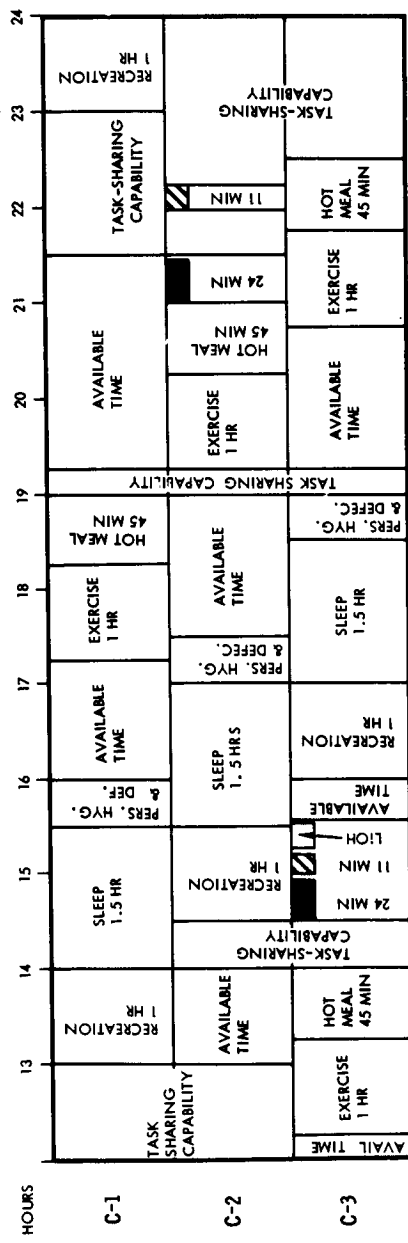 HOURS
13 14 15 16 17 18 19 20 21 22 23 24
C-1
TASK
SHARING
CAPABILITY
RECREATION
1 HR
SLEEP
1.5 HR
PERS. HYG.
& DEF.
AVAILABLE
TIME
EXERCISE
1 HR
HOT MEAL
45 MIN
TASK SHARING CAPABILITY
AVAILABLE
TIME
TASK-SHARING
CAPABILITY
RECREATION
1 HR
C-2
AVAILABLE
TIME
TASK-SHARING
CAPABILITY
RECREATION
1 HR
SLEEP
1.5 HRS
PERS. HYG.
& DEFEC.
AVAILABLE
TIME
EXERCISE
1 HR
HOT MEAL
45 MIN
24 MIN
11 MIN
TASK-SHARING
CAPABILITY
C-3
AVAIL TIME
EXERCISE
1 HR
HOT
MEAL
45 MIN
24 MIN
11 MIN
LiOH
AVAILABLE
TIME
RECREATION
1 HR
SLEEP
1.5 HR
PERS. HYG.
& DEFEC.
AVAILABLE
TIME
EXERCISE
1 HR
HOT
MEAL
45 MIN